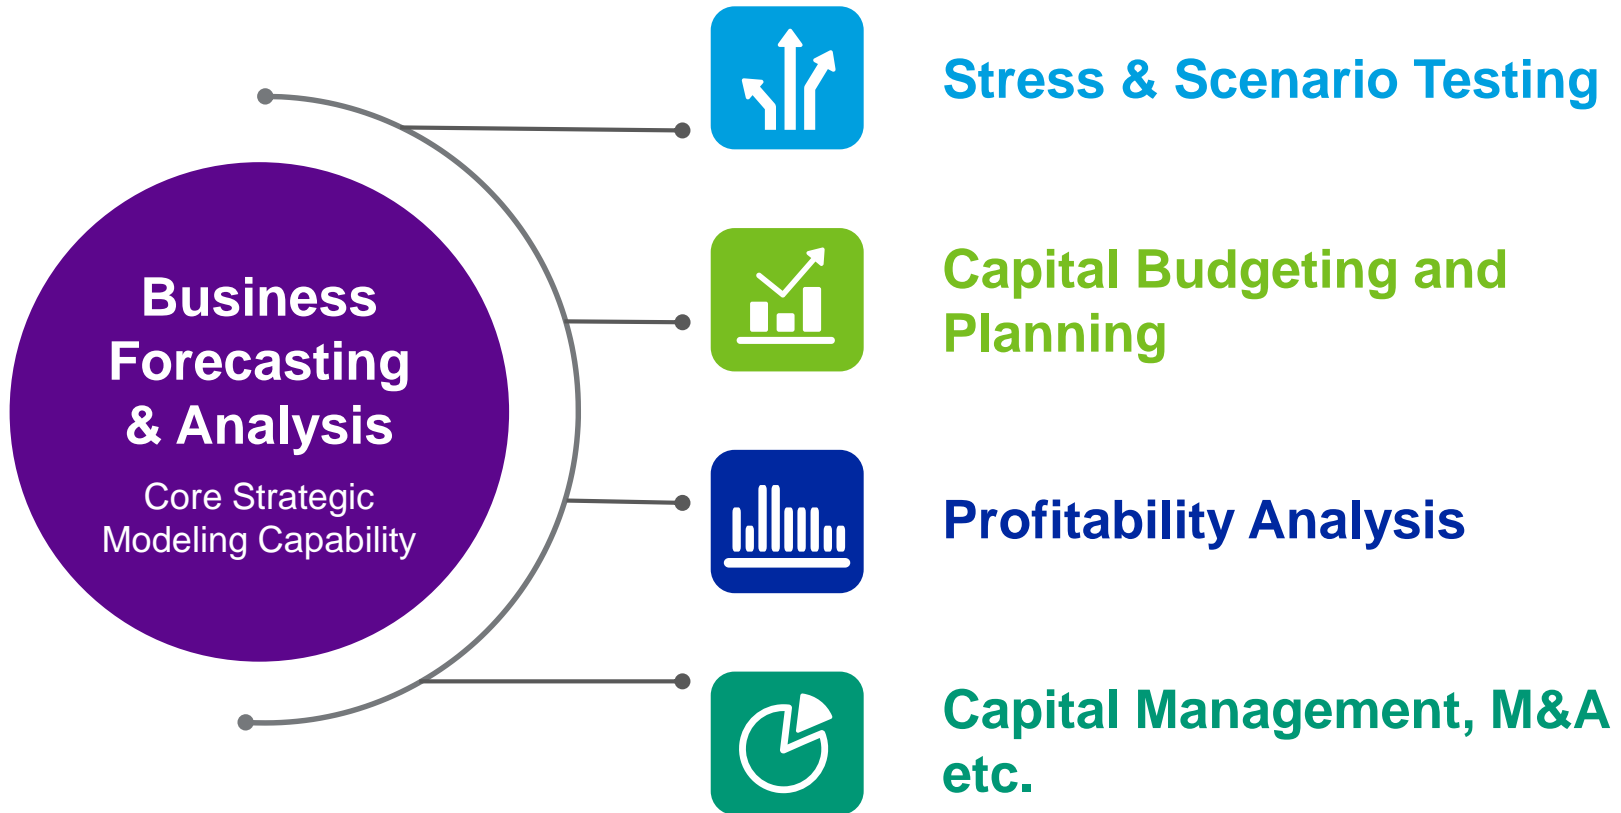 Business
Forecasting
& Analysis
Core Strategic
Modeling Capability
Stress & Scenario Testing
Capital Budgeting and
Planning
Profitability Analysis
Capital Management, M&A
etc.